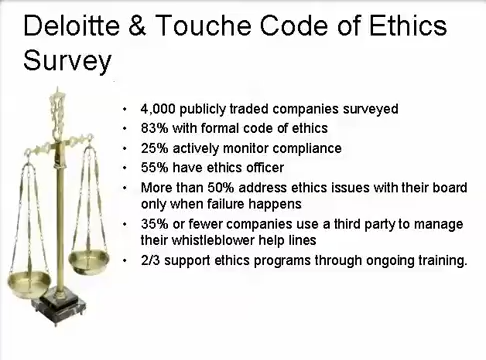 Deloitte & Touche Code of Ethics
Survey
• 4,000 publicly traded companies surveyed
• 83% with formal code of ethics
• 25% actively monitor compliance
• 55% have ethics officer
• More than 50% address ethics issues with their board
only when failure happens
• 35% or fewer companies use a third party to manage
their whistleblower help lines
• 2/3 support ethics programs through ongoing training.